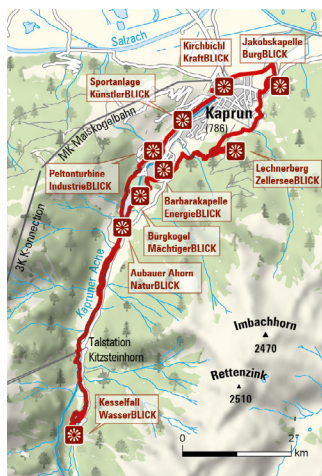 Salzach
Kirchbichl
KraftBLICK
Jakobskapelle
BurgBLICK
Sportanlage
KünstlerBLICK
MK-Maiskogelbahn
Kaprun
(786)
Peltonturbine
IndustrieBLICK
Lechnerberg
ZellerseeBLICK
Barbarakapelle
EnergieBLICK
3K K-onnection
Bürgkogel
MächtigerBLICK
Aubauer Ahorn
NaturBLICK
Kapruner Ache
Imbachhorn
2470
Talstation
Kitzsteinhorn
Rettenzink
2510
Kesselfall
WasserBLICK
0 2
km